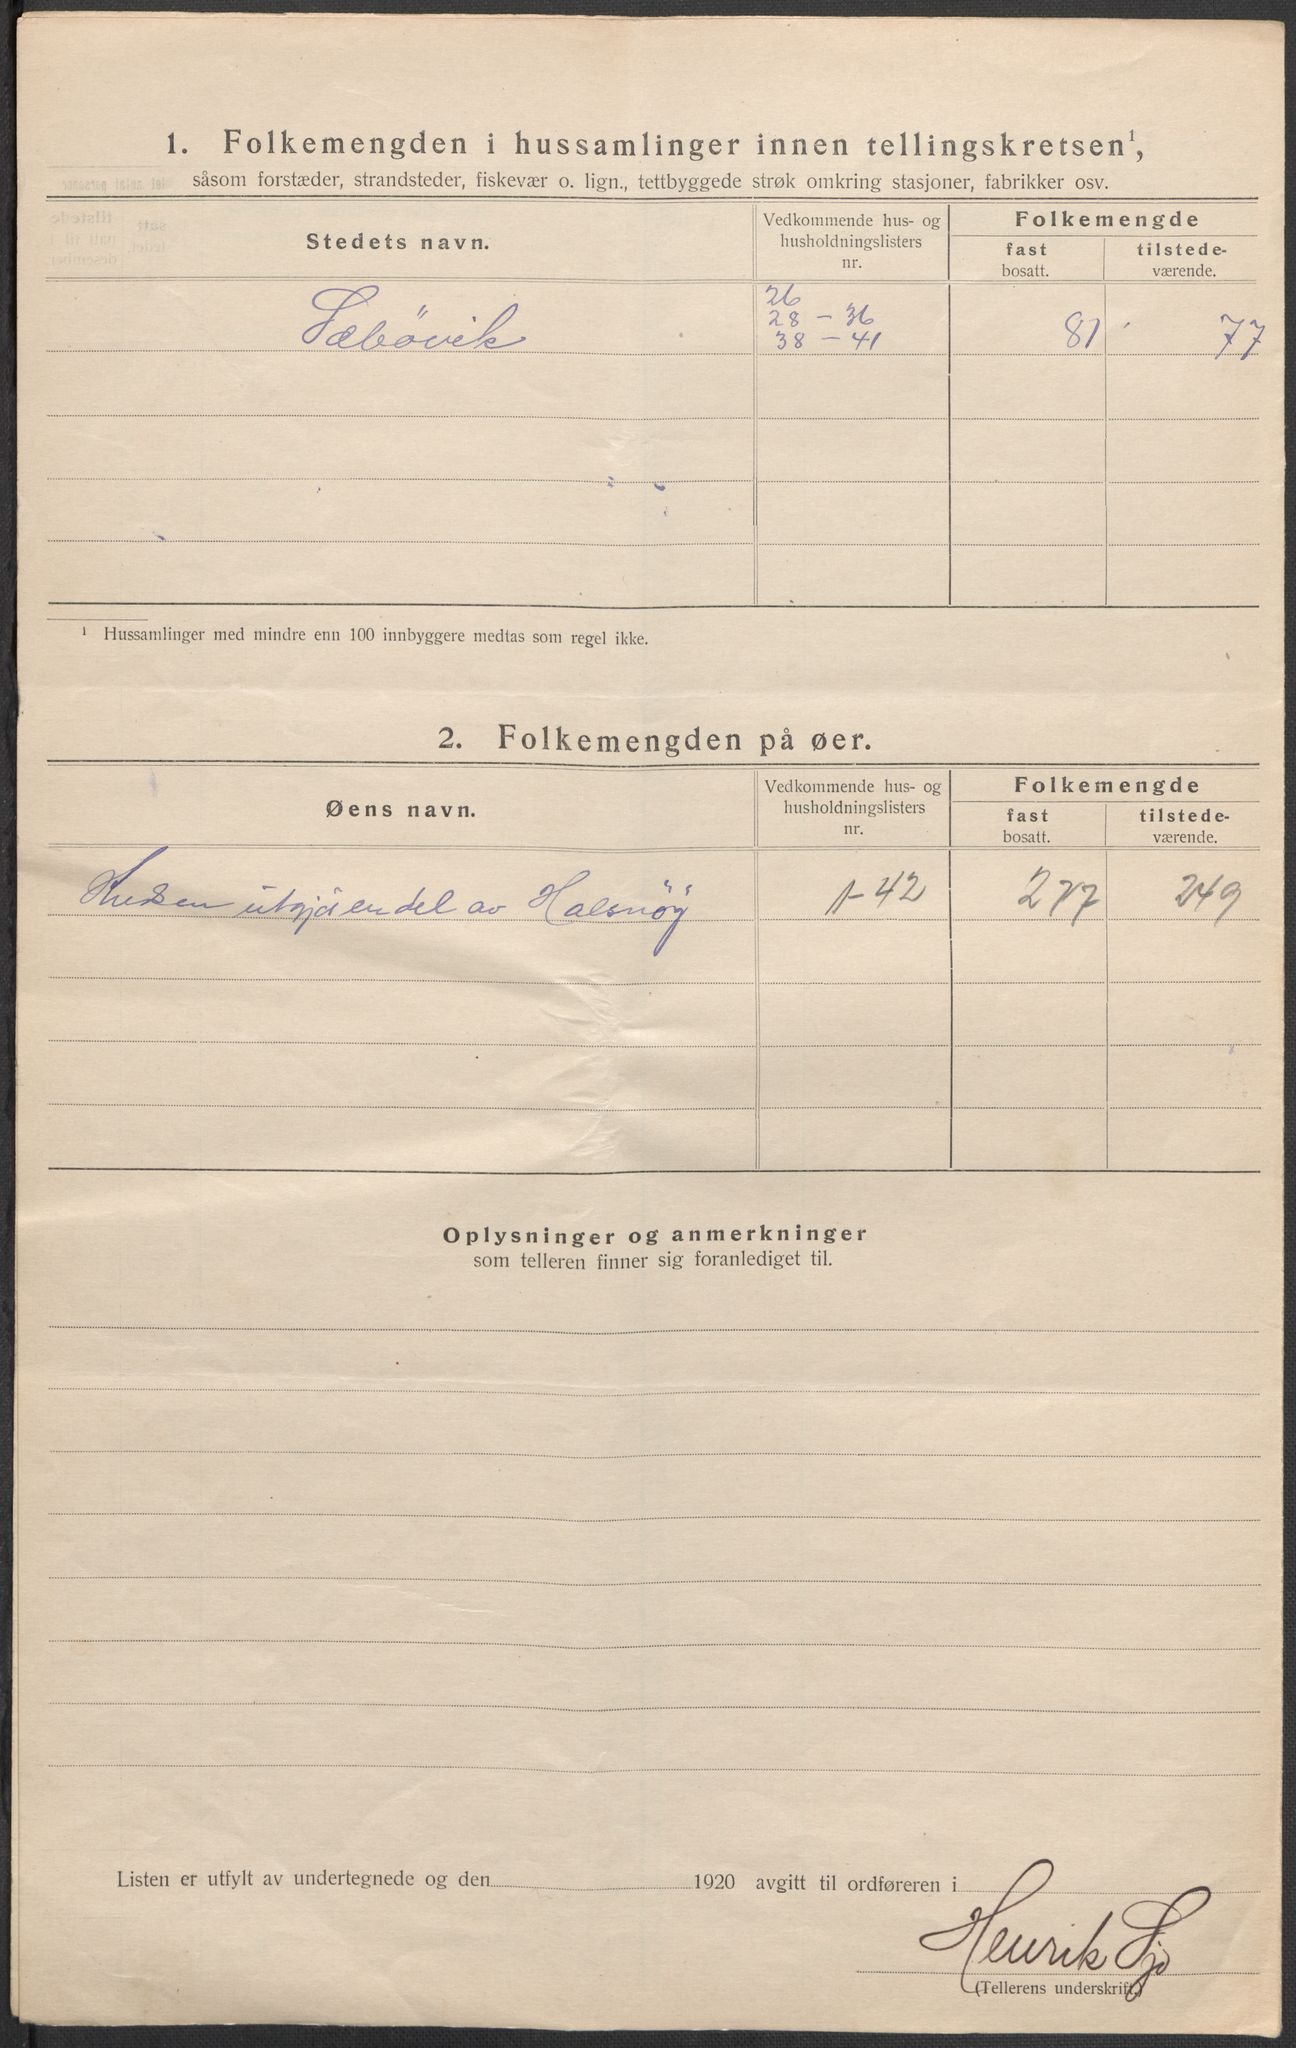 1. Folkemengden i hussamlinger innen tellingskretsen¹,
såsom forstæder, strandsteder, fiskevær o. lign., tettbyggede strøk omkring stasjoner, fabrikker osv.
Stedets navn.
Vedkommende hus- og
husholdningslisters
nr.
Folkemengde
fast
bosatt.
tilstede-
værende.
Sæbövik
26
28 - 36
38 - 41
81
77
¹ Hussamlinger med mindre enn 100 innbyggere medtas som regel ikke.
2. Folkemengden på øer.
Øens navn.
Vedkommende hus- og
husholdningslisters
nr.
Folkemengde
fast
bosatt.
tilstede-
værende.
Kredsen utgjör en del av Halsnöy
1-42
277
249
Oplysninger og anmerkninger
som telleren finner sig foranlediget til.
Listen er utfylt av undertegnede og den 1920 avgitt til ordføreren i
Henrik Sjo
(Tellerens underskrift.)